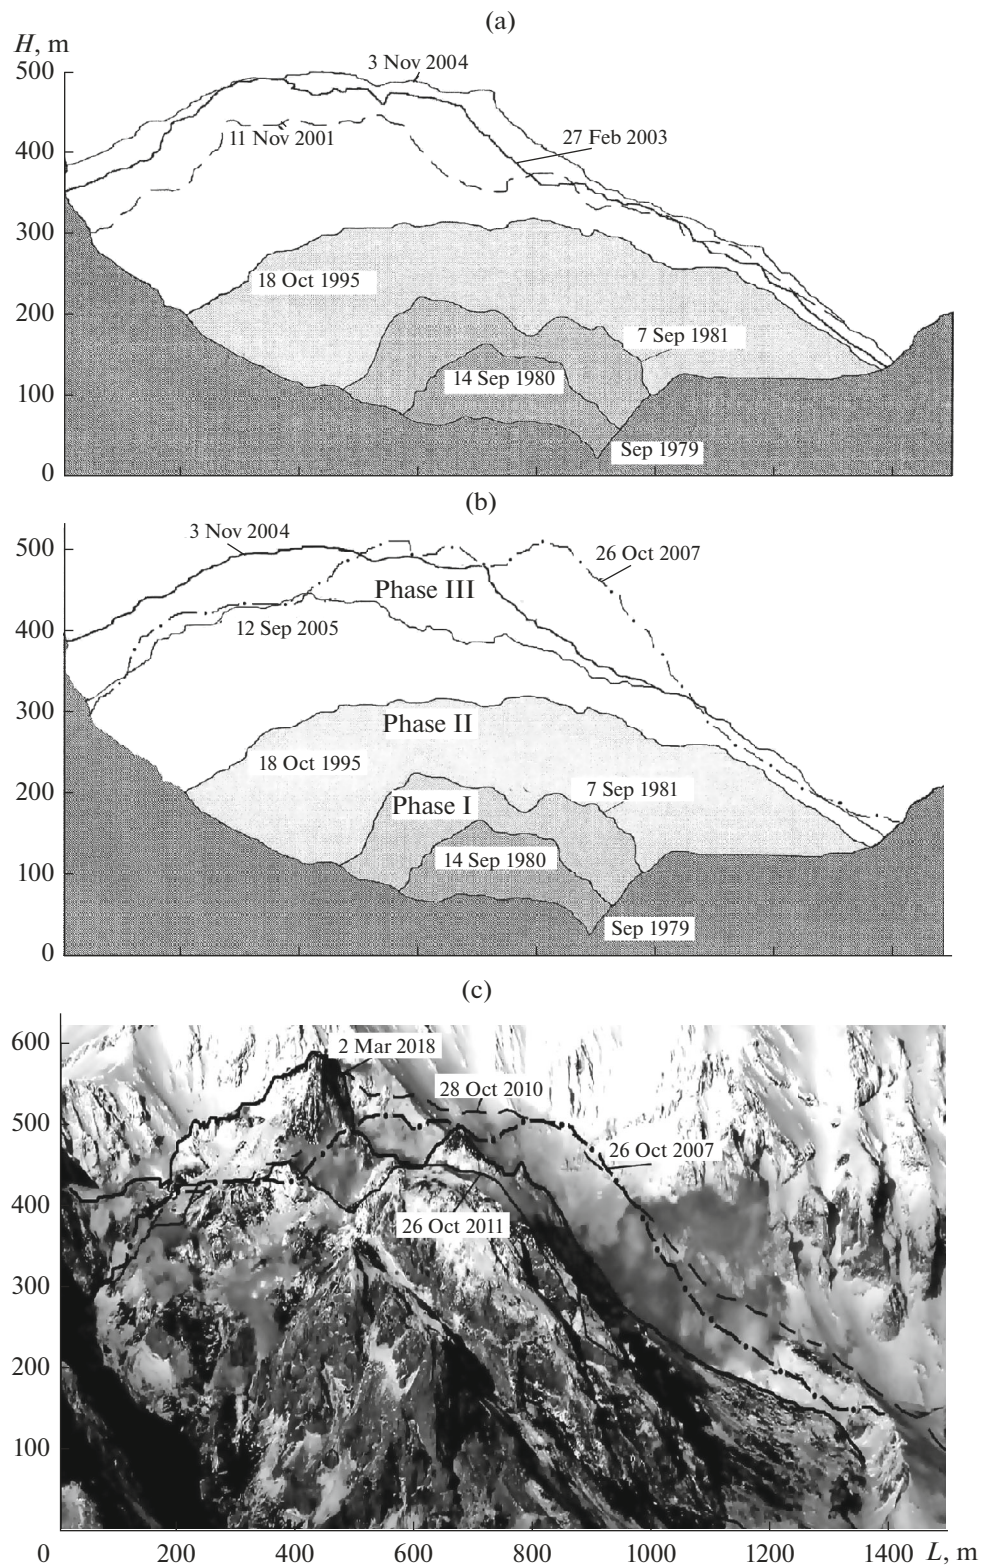 (a)
H, m
500
3 Nov 2004
400
11 Nov 2001
27 Feb 2003
300
18 Oct 1995
200
7 Sep 1981
14 Sep 1980
100
Sep 1979
0
(b)
3 Nov 2004
500
26 Oct 2007
Phase III
400
12 Sep 2005
300
Phase II
18 Oct 1995
200
7 Sep 1981
Phase I
14 Sep 1980
100
Sep 1979
0
(c)
600
2 Mar 2018
28 Oct 2010
500
26 Oct 2007
400
26 Oct 2011
300
200
100
0 200 400 600 800 1000 1200 1400 L, m